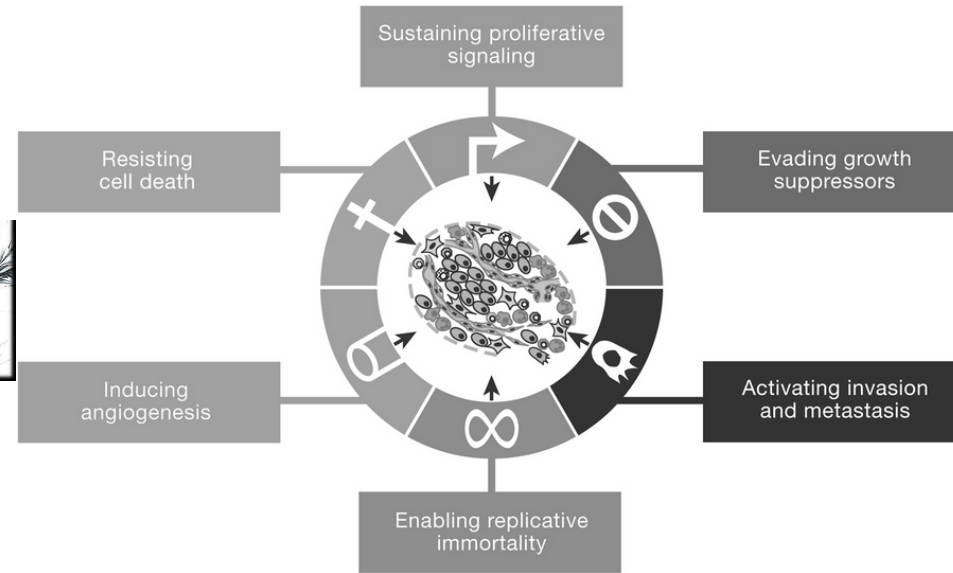 Sustaining proliferative
signaling
Resisting
cell death
Evading growth
suppressors
Inducing
angiogenesis
Activating invasion
and metastasis
Enabling replicative
immortality